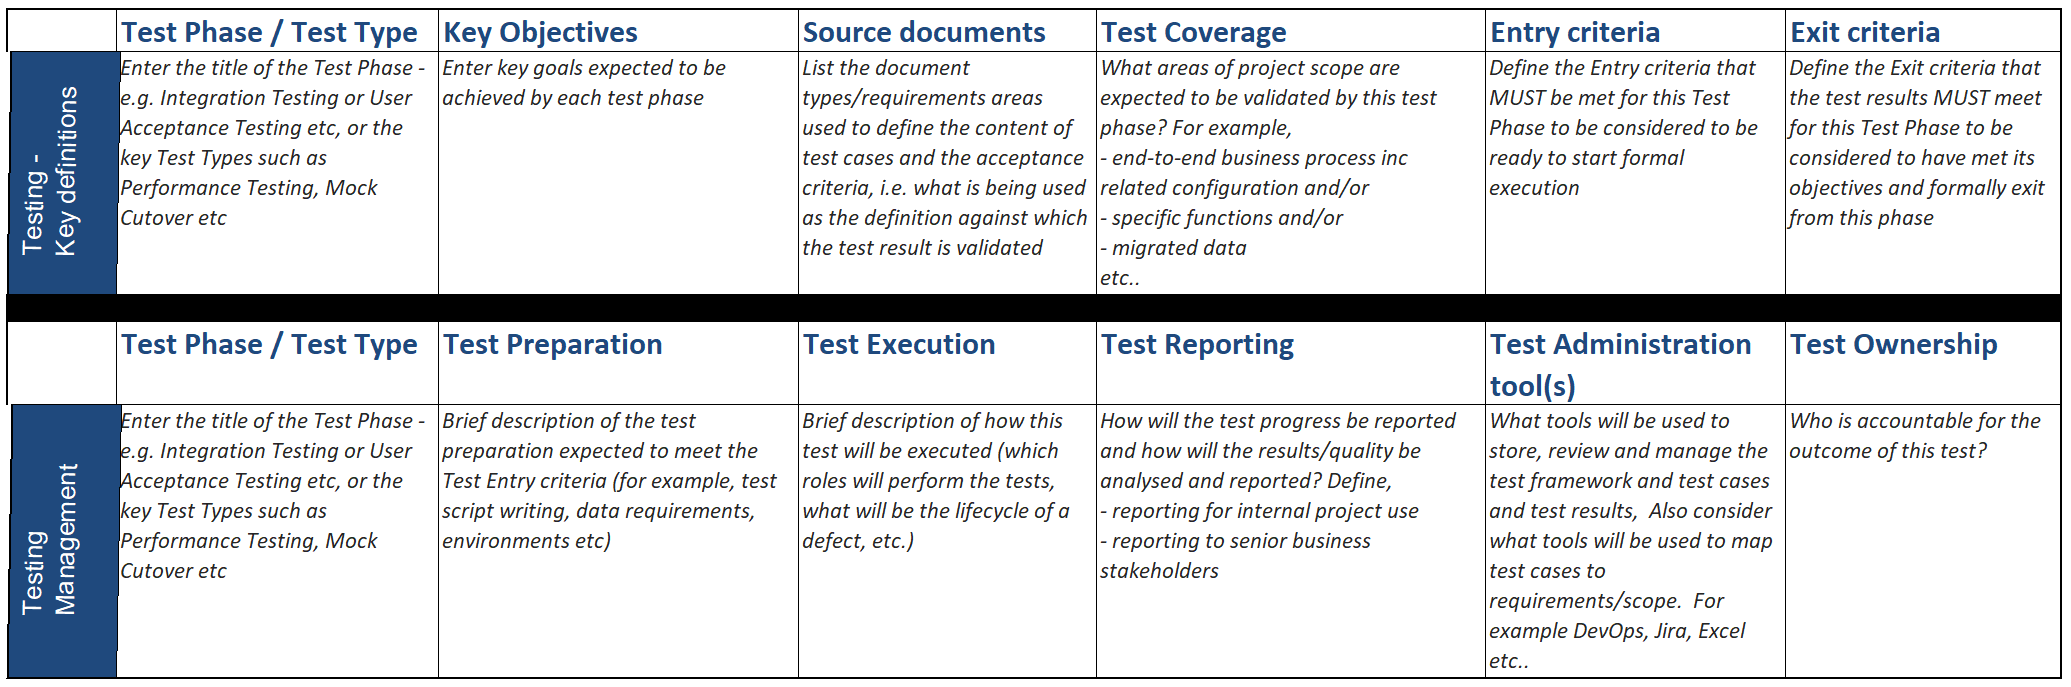 Test Phase / Test Type
Key Objectives
Source documents
Test Coverage
Entry criteria
Exit criteria
Testing -
Key definitions
Enter the title of the Test Phase -
e.g. Integration Testing or User
Acceptance Testing etc, or the
key Test Types such as
Performance Testing, Mock
Cutover etc
Enter key goals expected to be
achieved by each test phase
List the document
types/requirements areas
used to define the content of
test cases and the acceptance
criteria, i.e. what is being used
as the definition against which
the test result is validated
What areas of project scope are
expected to be validated by this test
phase? For example,
- end-to-end business process inc
related configuration and/or
- specific functions and/or
- migrated data
etc..
Define the Entry criteria that
MUST be met for this Test
Phase to be considered to be
ready to start formal
execution
Define the Exit criteria that
the test results MUST meet
for this Test Phase to be
considered to have met its
objectives and formally exit
from this phase
Test Phase / Test Type
Test Preparation
Test Execution
Test Reporting
Test Administration
tool(s)
Test Ownership
Testing
Management
Enter the title of the Test Phase -
e.g. Integration Testing or User
Acceptance Testing etc, or the
key Test Types such as
Performance Testing, Mock
Cutover etc
Brief description of the test
preparation expected to meet the
Test Entry criteria (for example, test
script writing, data requirements,
environments etc)
Brief description of how this
test will be executed (which
roles will perform the tests,
what will be the lifecycle of a
defect, etc.)
How will the test progress be reported
and how will the results/quality be
analysed and reported? Define,
- reporting for internal project use
- reporting to senior business
stakeholders
What tools will be used to
store, review and manage the
test framework and test cases
and test results,  Also consider
what tools will be used to map
test cases to
requirements/scope.  For
example DevOps, Jira, Excel
etc..
Who is accountable for the
outcome of this test?